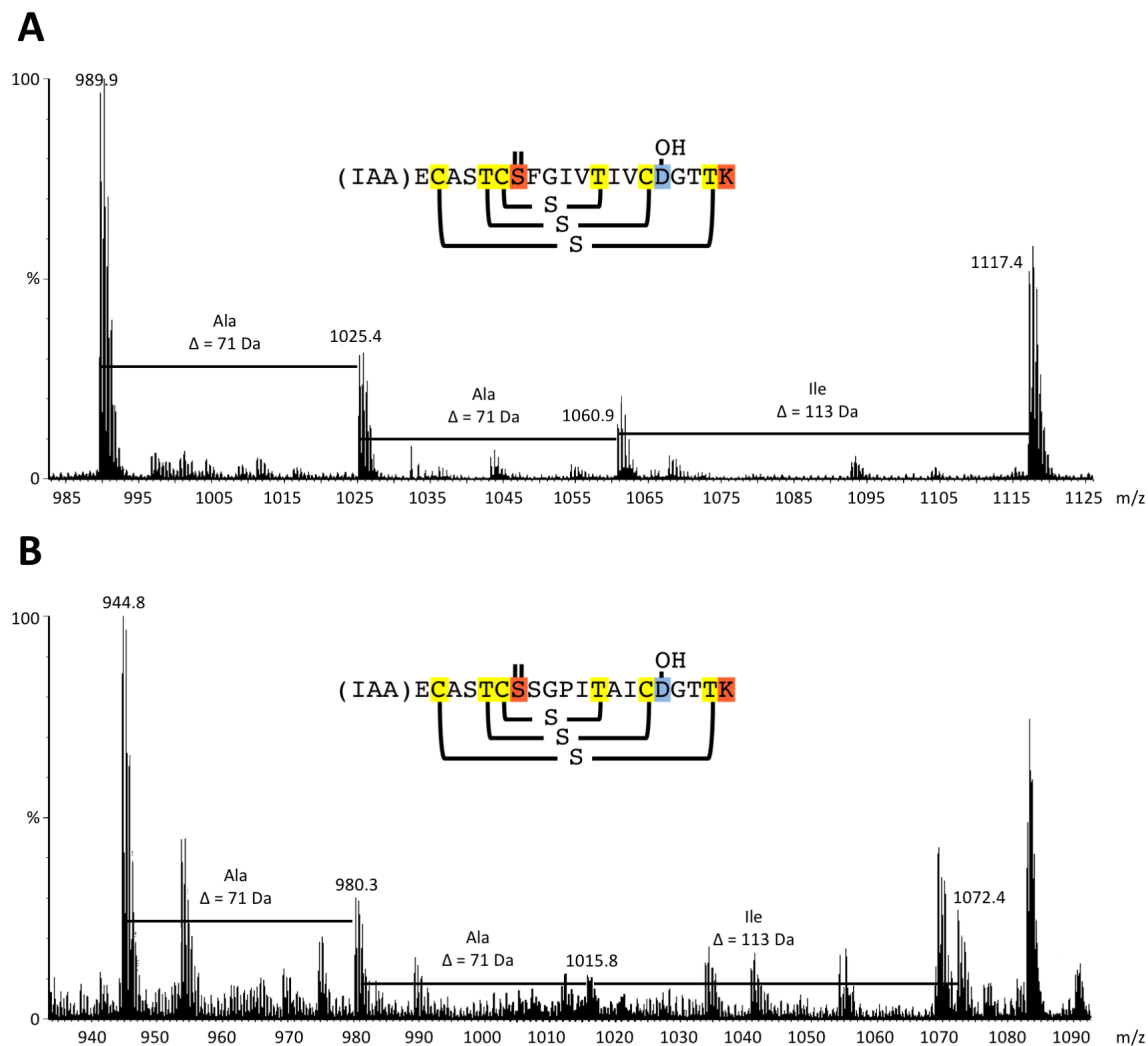 A
100
989.9
OH
(IAA)ECASTCSFGIVTIVCDGTTK
S
S
S
%
1117.4
Ala
Δ = 71 Da
1025.4
Ala
Δ = 71 Da
1060.9
Ile
Δ = 113 Da
0
985 995 1005 1015 1025 1035 1045 1055 1065 1075 1085 1095 1105 1115 1125 m/z
B
944.8
100
OH
(IAA)ECASTCSSGPITAICDGTTK
S
S
S
%
Ala
Δ = 71 Da
980.3
1072.4
Ala
Δ = 71 Da
1015.8
Ile
Δ = 113 Da
0
940 950 960 970 980 990 1000 1010 1020 1030 1040 1050 1060 1070 1080 1090 m/z